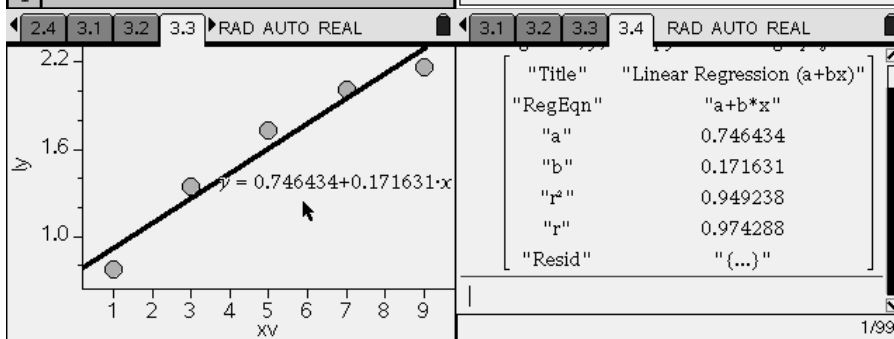 2.4 3.1 3.2 3.3 RAD AUTO REAL
2.2
1.6
1.0
ly
y = 0.746434+0.171631·x
1 2 3 4 5 6 7 8 9
xv
3.1 3.2 3.3 3.4 RAD AUTO REAL
"Title" "Linear Regression (a+bx)"
"RegEqn" "a+b*x"
"a" 0.746434
"b" 0.171631
"r²" 0.949238
"r" 0.974288
"Resid" "{...}"
1/99